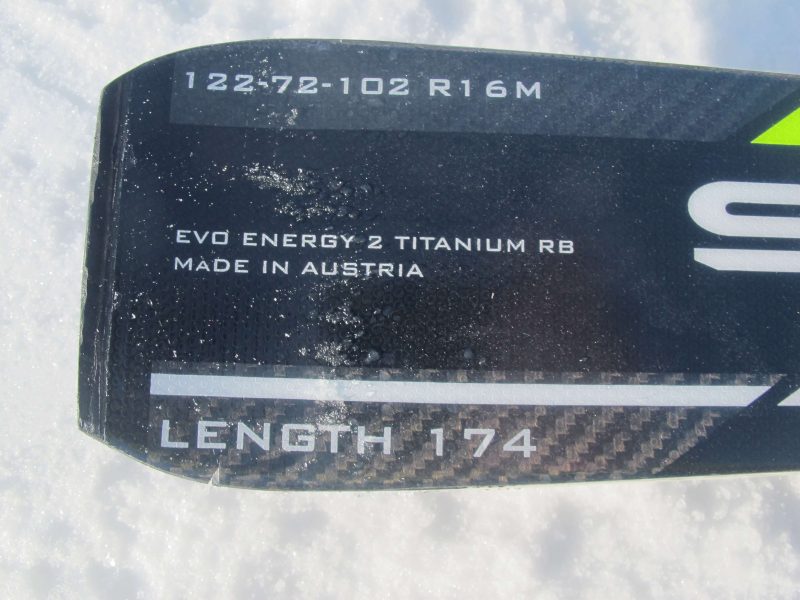 122-72-102 R16M
EVO ENERGY 2 TITANIUM RB
MADE IN AUSTRIA
LENGTH 174